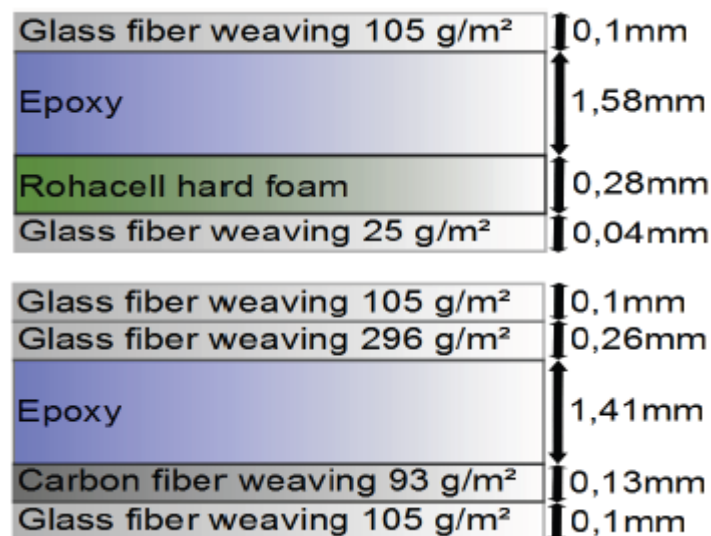 Glass fiber weaving 105 g/m² 0,1mm
Epoxy 1,58mm
Rohacell hard foam 0,28mm
Glass fiber weaving 25 g/m² 0,04mm
Glass fiber weaving 105 g/m² 0,1mm
Glass fiber weaving 296 g/m² 0,26mm
Epoxy 1,41mm
Carbon fiber weaving 93 g/m² 0,13mm
Glass fiber weaving 105 g/m² 0,1mm